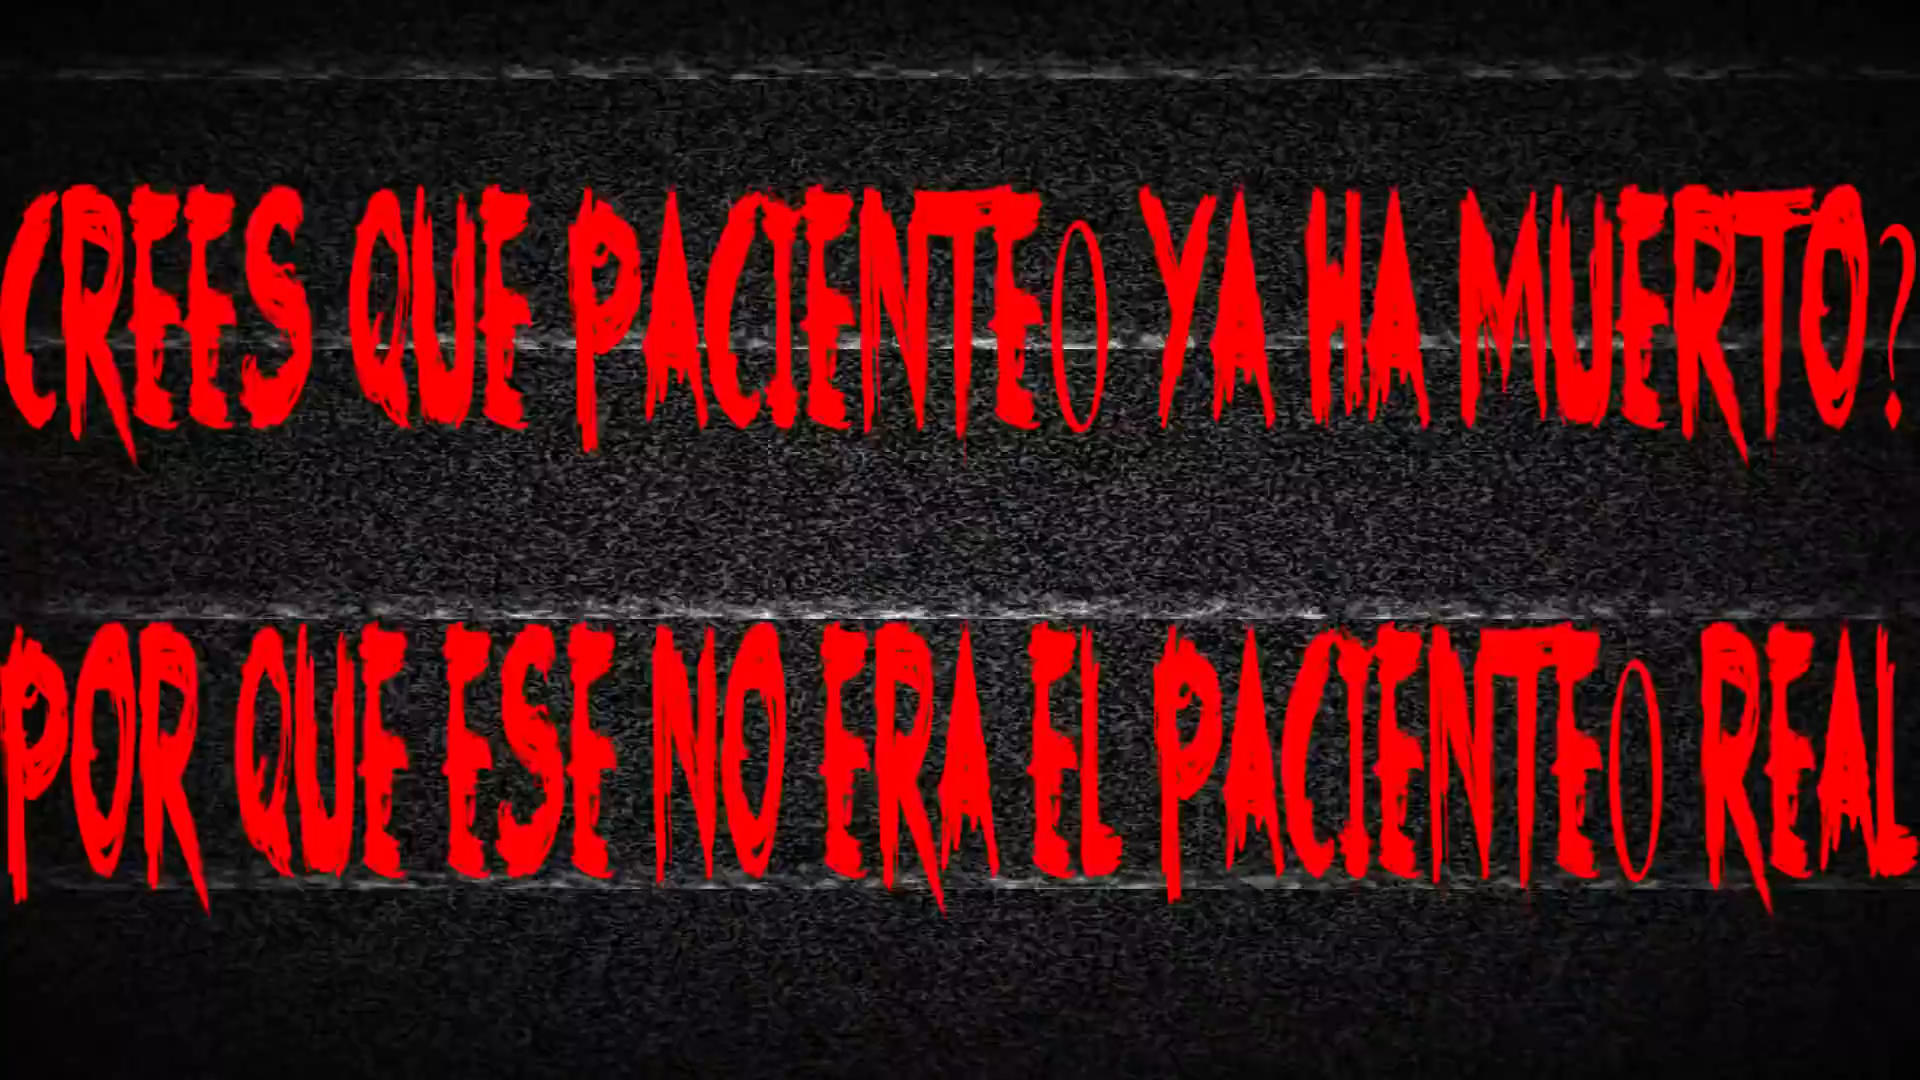 CREES QUE PACIENTE0 YA HA MUERTO?
POR QUE ESE NO ERA EL PACIENTE0 REAL